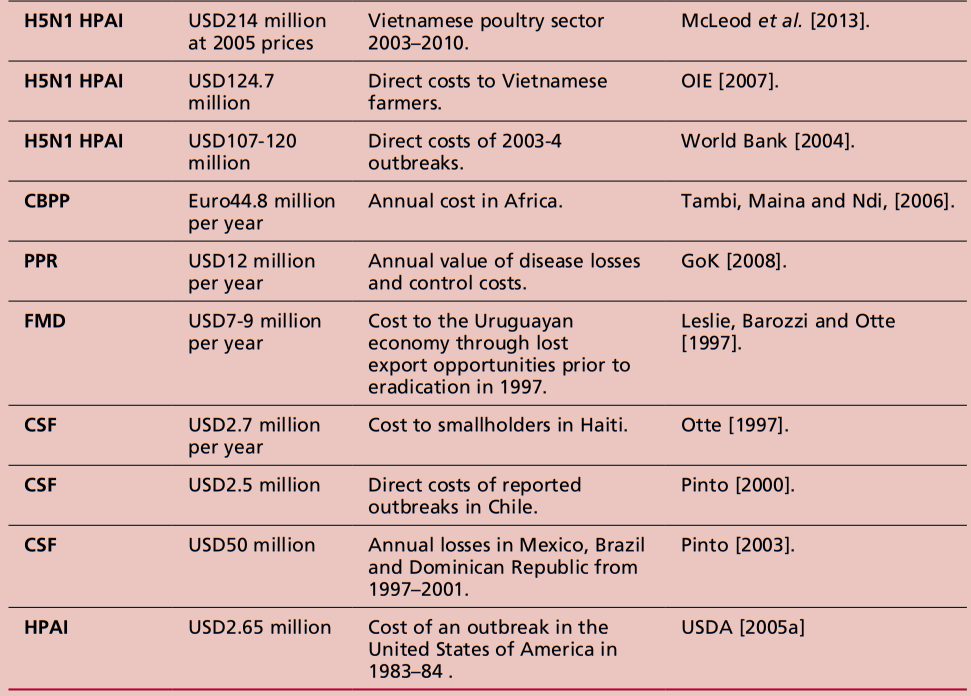 H5N1 HPAI USD214 million Vietnamese poultry sector McLeod et al. [2013].
at 2005 prices 2003–2010.
H5N1 HPAI USD124.7 Direct costs to Vietnamese OIE [2007].
million farmers.
H5N1 HPAI USD107-120 Direct costs of 2003-4 World Bank [2004].
million outbreaks.
CBPP Euro44.8 million Annual cost in Africa. Tambi, Maina and Ndi, [2006].
per year
PPR USD12 million Annual value of disease losses GoK [2008].
per year and control costs.
FMD USD7-9 million Cost to the Uruguayan Leslie, Barozzi and Otte
per year economy through lost [1997].
export opportunities prior to
eradication in 1997.
CSF USD2.7 million Cost to smallholders in Haiti. Otte [1997].
per year
CSF USD2.5 million Direct costs of reported Pinto [2000].
outbreaks in Chile.
CSF USD50 million Annual losses in Mexico, Brazil Pinto [2003].
and Dominican Republic from
1997–2001.
HPAI USD2.65 million Cost of an outbreak in the USDA [2005a]
United States of America in
1983–84 .